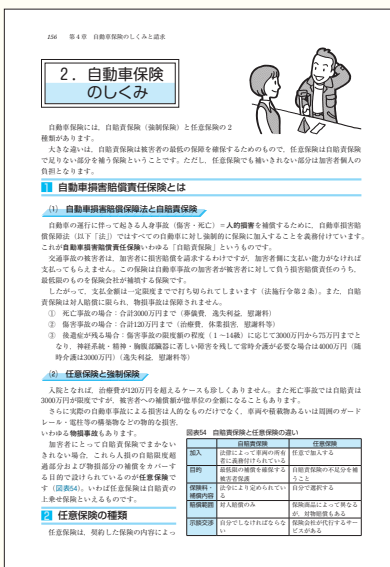 156　第4章　自動車保険のしくみと請求
2．自動車保険
のしくみ
自動車保険には，自賠責保険（強制保険）と任意保険の2
種類があります。
大きな違いは，自賠責保険は被害者の最低の保障を確保するためのもので，任意保険は自賠責保険
で足りない部分を補う保険ということです。ただし，任意保険でも補いきれない部分は加害者個人の
負担となります。
1　自動車損害賠償責任保険とは
(1)　自動車損害賠償保障法と自賠責保険
自動車の運行に伴って起きる人身事故（傷害・死亡）＝人的損害を補償するために，自動車損害賠
償保障法（以下「法」）ではすべての自動車に対し強制的に保険に加入することを義務付けています。
これが自動車損害賠償責任保険いわゆる「自賠責保険」というものです。
交通事故の被害者は，加害者に損害賠償を請求するわけですが，加害者側に支払い能力がなければ
支払ってもらえません。この保険は自動車事故の加害者が被害者に対して負う損害賠償責任のうち，
最低限のものを保険会社が補填する保険です。
したがって，支払金額は一定限度までで打ち切られてしまいます（法施行令第2条）。また，自賠
責保険は対人賠償に限られ，物損事故は保障されません。
①　死亡事故の場合：合計3000万円まで（葬儀費，逸失利益，慰謝料）
②　傷害事故の場合：合計120万円まで（治療費，休業損害，慰謝料等）
③　後遺症が残る場合：傷害事故の限度額の程度（1～14級）に応じて3000万円から75万円までと
なり，神経系統・精神・胸腹部臓器に著しい障害を残して常時介護が必要な場合は4000万円（随
時介護は3000万円）（逸失利益，慰謝料等）
(2)　任意保険と強制保険
入院となれば，治療費が120万円を超えるケースも珍しくありません。また死亡事故では自賠責は
3000万円が限度ですが，被害者への補償額が億単位の金額になることもあります。
さらに実際の自動車事故による損害は人的なものだけでなく，車両や積載物あるいは周囲のガード
レール・電柱等の構築物などの物的な損害，
いわゆる物損事故もあります。
加害者にとって自賠責保険でまかない
きれない場合，これら人損の自賠限度超
過部分および物損部分の補償をカバーす
る目的で設けられているのが任意保険で
す（図表54）。いわば任意保険は自賠責の
上乗せ保険といえるものです。
2　任意保険の種類
任意保険は，契約した保険の内容によっ
図表54　自賠責保険と任意保険の違い
自賠責保険　任意保険
加入　法律によって車両の所有者に義務付けられている　任意で加入する
目的　最低限の補償を確保する被害者保護　自賠責保険の不足分を補うこと
保険料・補償内容　法令により定められている　自分で選択する
賠償範囲　対人賠償のみ　保険商品によって異なるが，対物賠償もある
示談交渉　自分でしなければならない　保険会社が代行するサービスがある